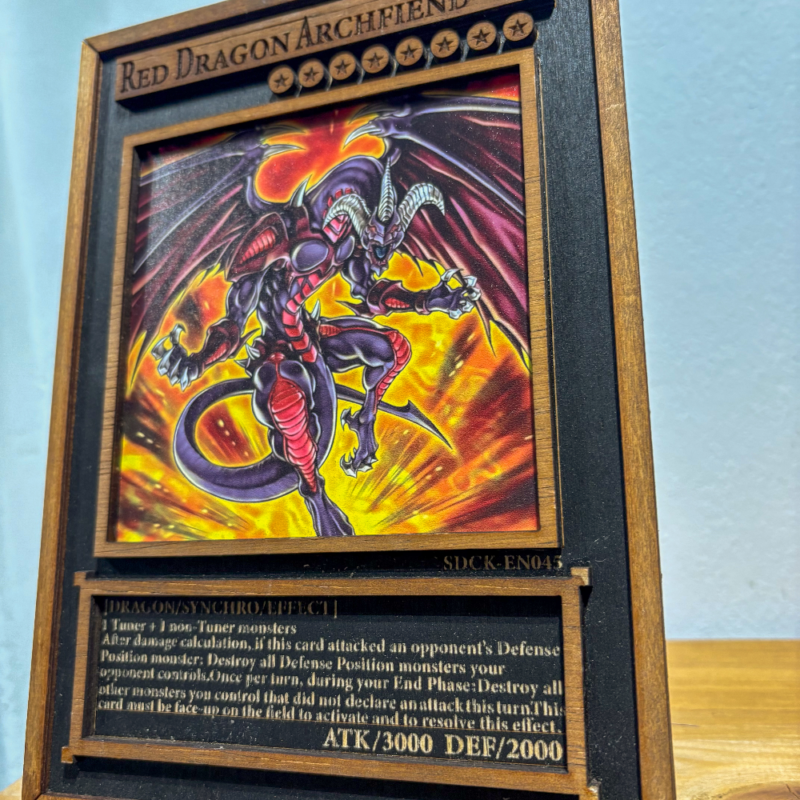 RED DRAGON ARCHFIEND
SDCK-EN045
[DRAGON/SYNCHRO/EFFECT]
1 Tuner + 1 non-Tuner monsters
After damage calculation, if this card attacked an opponent's Defense
Position monster: Destroy all Defense Position monsters your
opponent controls.Once per turn, during your End Phase:Destroy all
other monsters you control that did not declare an attack this turn.This
card must be face-up on the field to activate and to resolve this effect.
ATK/3000 DEF/2000